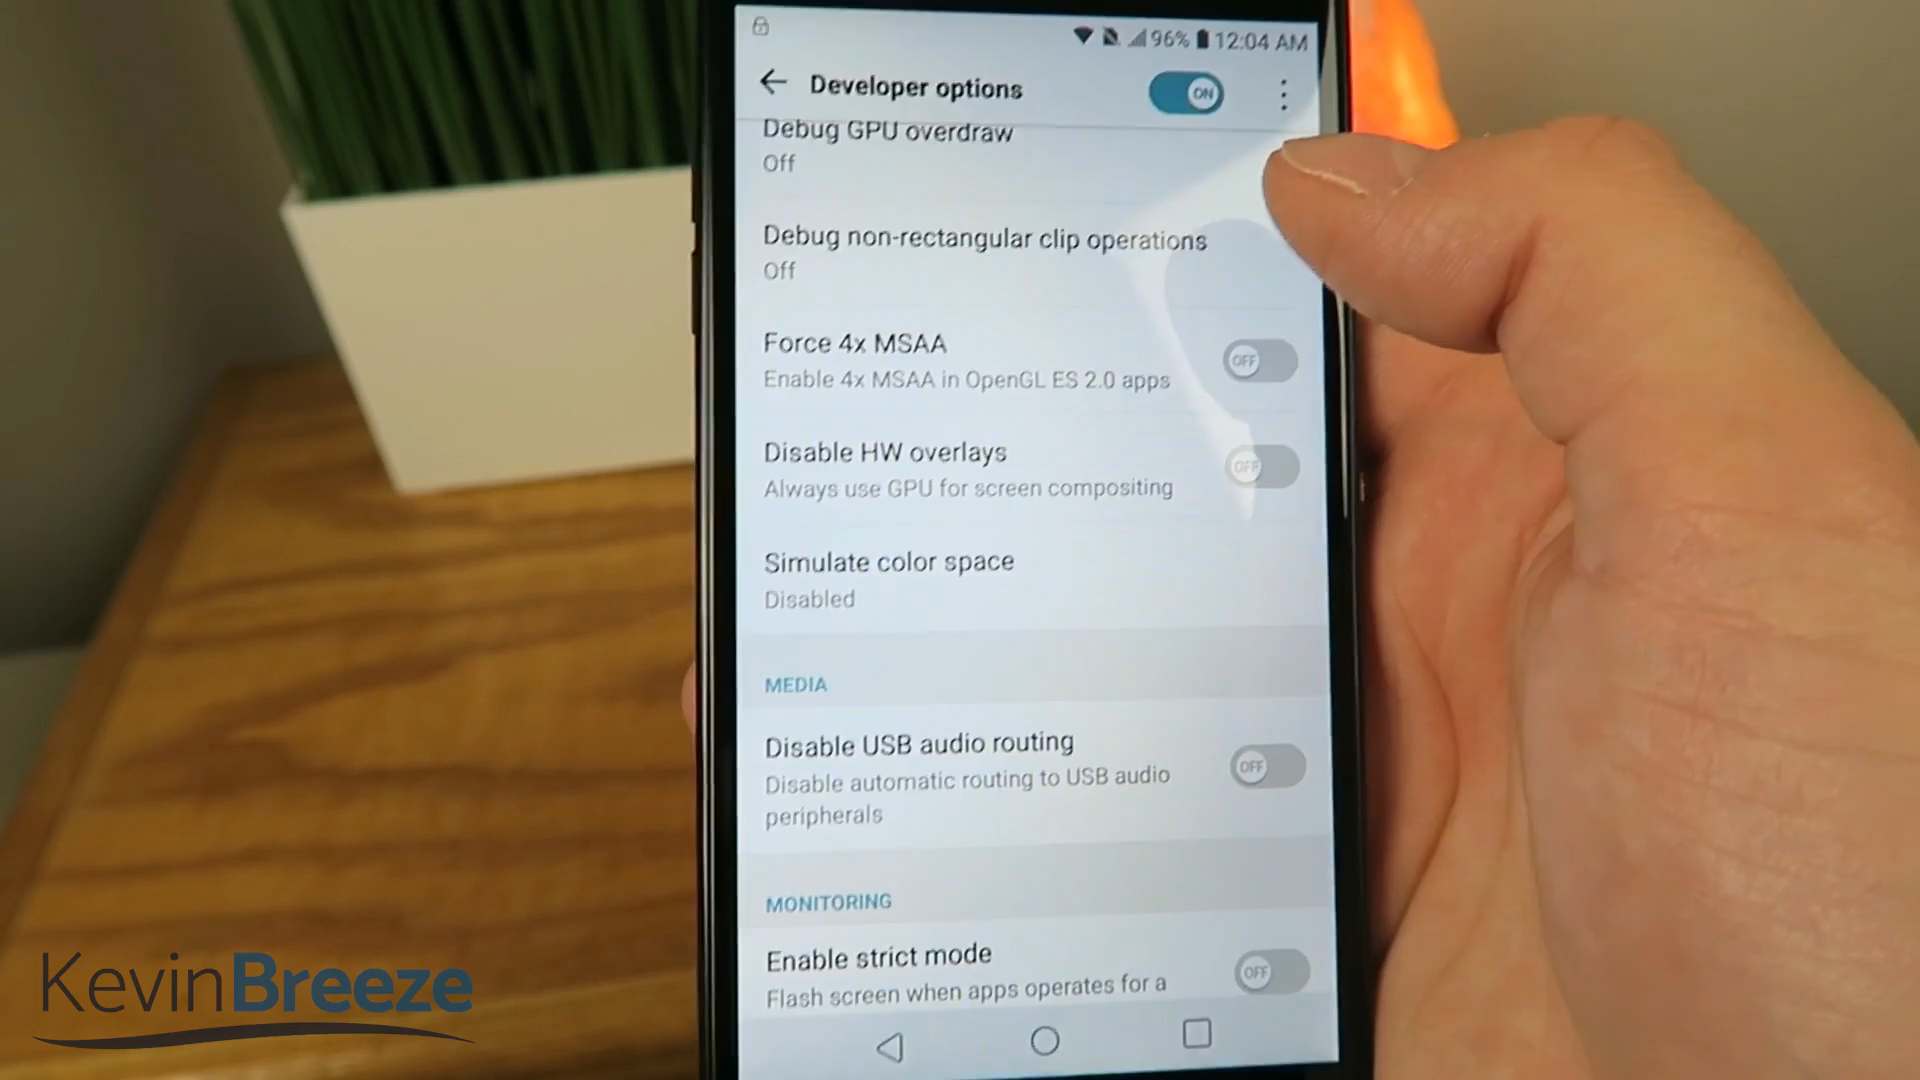 96% 12:04 AM
Developer options ON
Debug GPU overdraw
Off
Debug non-rectangular clip operations
Off
Force 4x MSAA
OFF
Enable 4x MSAA in OpenGL ES 2.0 apps
Disable HW overlays
OFF
Always use GPU for screen compositing
Simulate color space
Disabled
MEDIA
Disable USB audio routing
OFF
Disable automatic routing to USB audio
peripherals
MONITORING
Enable strict mode
OFF
Flash screen when apps operates for a
KevinBreeze